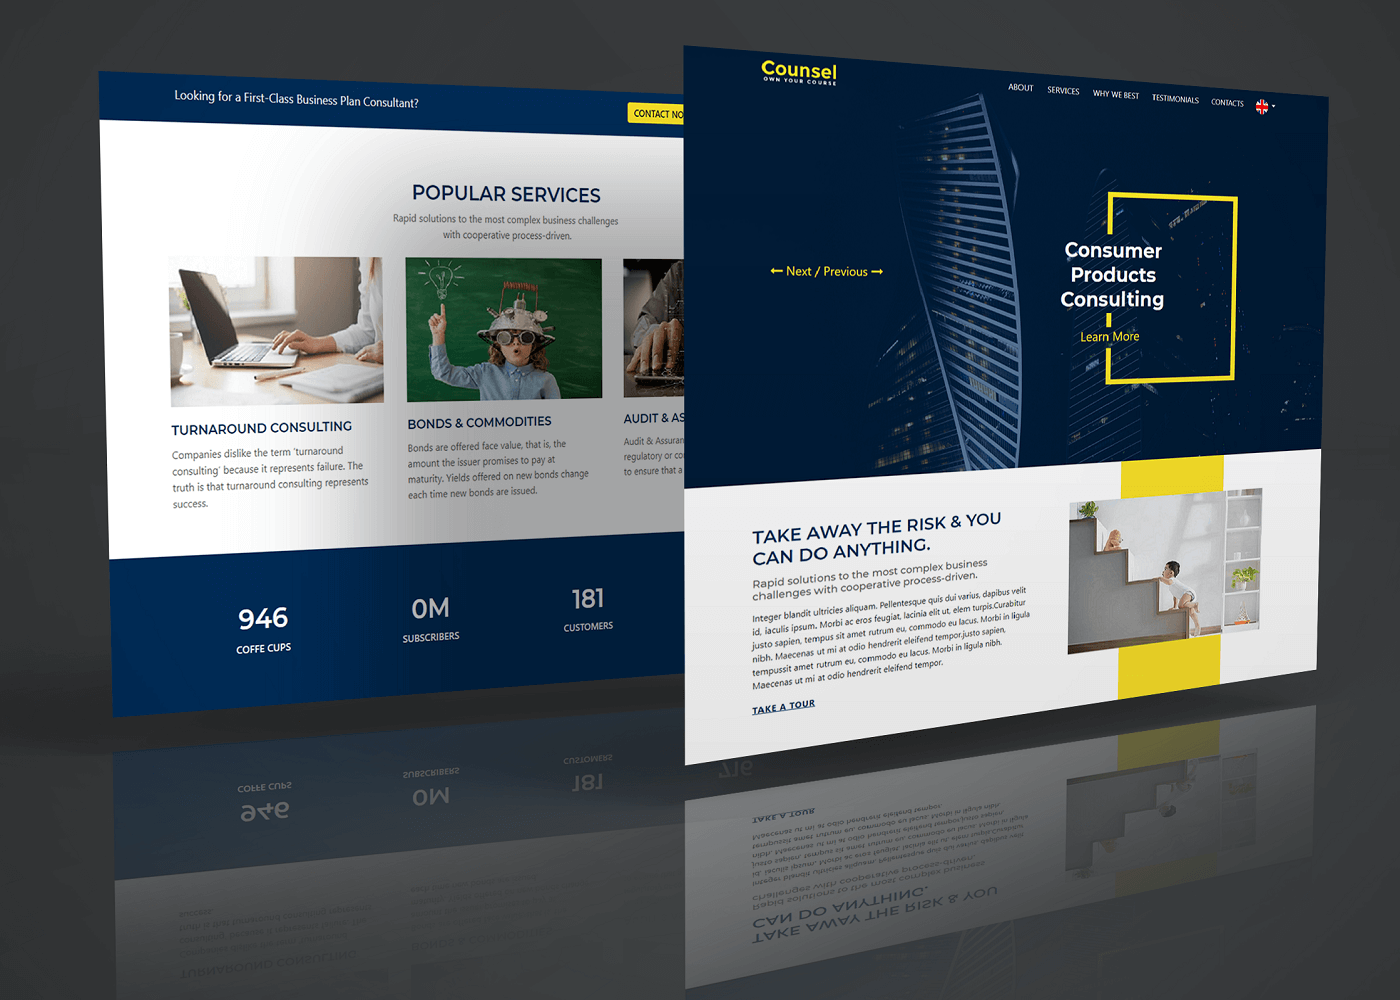 Looking for a First-Class Business Plan Consultant?
CONTACT NO
POPULAR SERVICES
Rapid solutions to the most complex business challenges
with cooperative process-driven.
TURNAROUND CONSULTING
Companies dislike the term 'turnaround
consulting' because it represents failure. The
truth is that turnaround consulting represents
success.
BONDS & COMMODITIES
Bonds are offered face value, that is, the
amount the issuer promises to pay at
maturity. Yields offered on new bonds change
each time new bonds are issued.
AUDIT & AS
Audit & Assuran
regulatory or co
to ensure that a
946
COFFE CUPS
0M
SUBSCRIBERS
181
CUSTOMERS
Counsel
OWN YOUR COURSE
ABOUT
SERVICES
WHY WE BEST
TESTIMONIALS
CONTACTS
Next / Previous
Consumer
Products
Consulting
Learn More
TAKE AWAY THE RISK & YOU
CAN DO ANYTHING.
Rapid solutions to the most complex business
challenges with cooperative process-driven.
Integer blandit ultricies aliquam. Pellentesque quis dui varius, dapibus velit
id, iaculis ipsum. Morbi ac eros feugiat, lacinia elit ut, elem turpis.Curabitur
justo sapien, tempus sit amet rutrum eu, commodo eu lacus. Morbi in ligula
nibh. Maecenas ut mi at odio hendrerit eleifend tempor.justo sapien,
tempussit amet rutrum eu, commodo eu lacus. Morbi in ligula nibh.
Maecenas ut mi at odio hendrerit eleifend tempor.
TAKE A TOUR